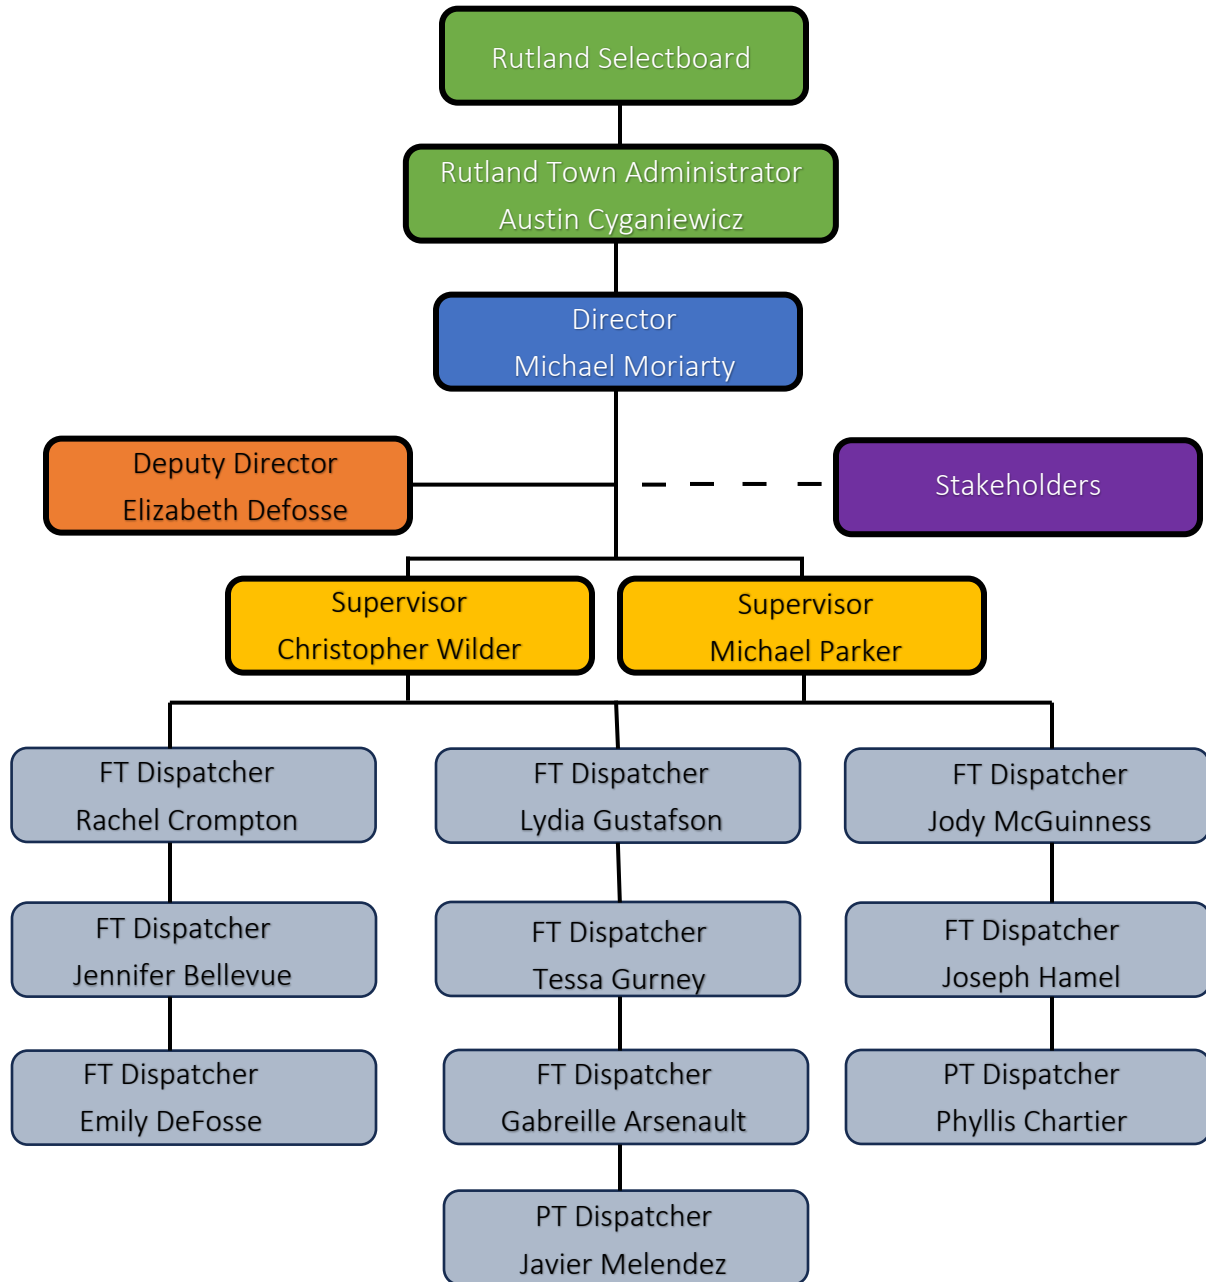 Rutland Selectboard
Rutland Town Administrator
Austin Cyganiewicz
Director
Michael Moriarty
Deputy Director
Elizabeth Defosse
Stakeholders
Supervisor
Christopher Wilder
Supervisor
Michael Parker
FT Dispatcher
Rachel Crompton
FT Dispatcher
Lydia Gustafson
FT Dispatcher
Jody McGuinness
FT Dispatcher
Jennifer Bellevue
FT Dispatcher
Tessa Gurney
FT Dispatcher
Joseph Hamel
FT Dispatcher
Emily DeFosse
FT Dispatcher
Gabreille Arsenault
PT Dispatcher
Phyllis Chartier
PT Dispatcher
Javier Melendez